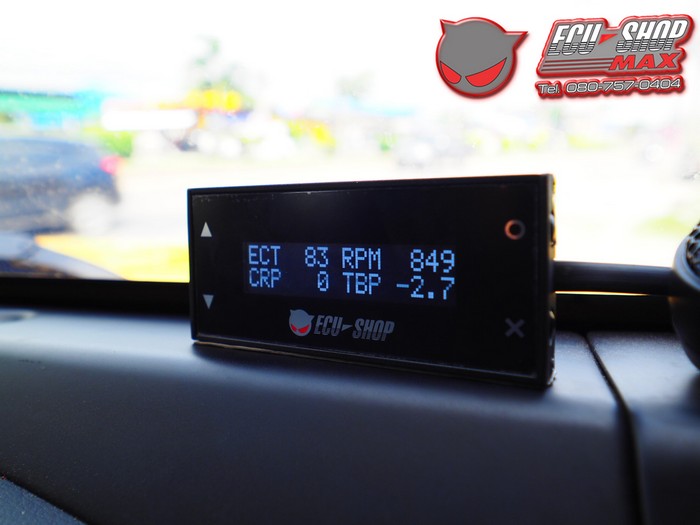 ECU-SHOP
MAX
Tel. 080-757-0404
ECT 83 RPM 849
CRP 0 TBP -2.7
ECU-SHOP